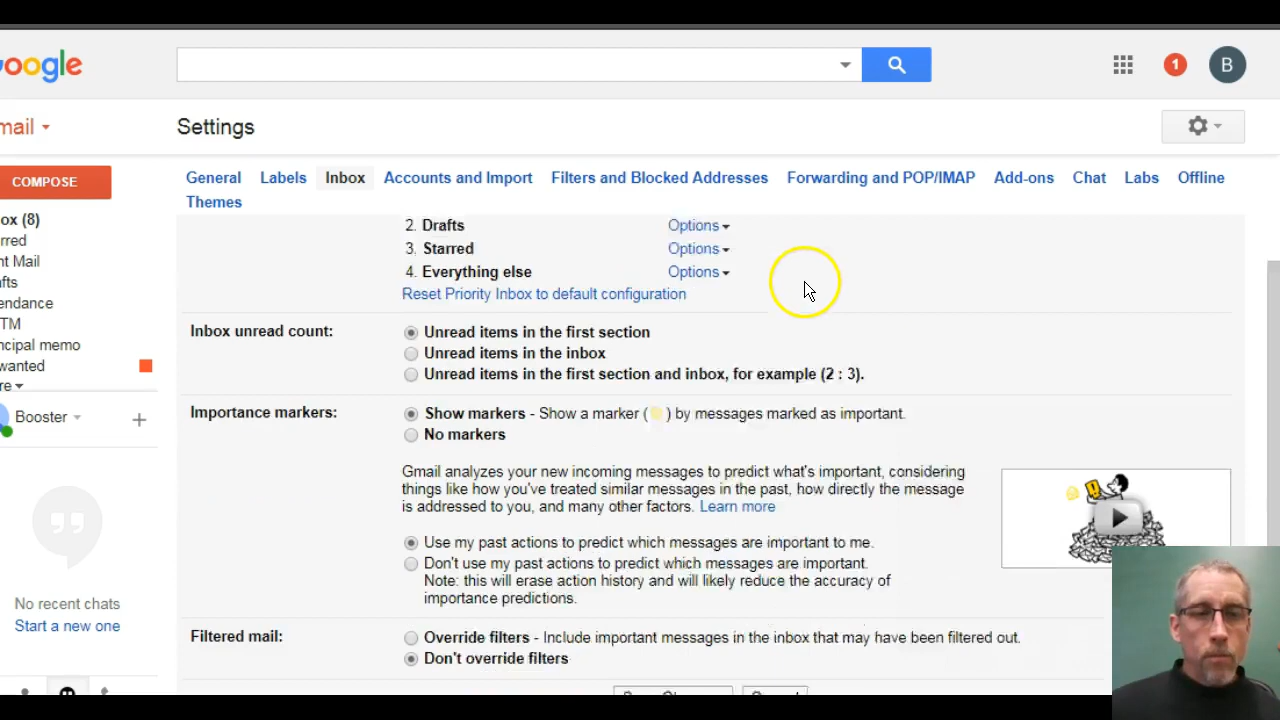 oogle
1
B
mail
Settings
COMPOSE
General Labels Inbox Accounts and Import Filters and Blocked Addresses Forwarding and POP/IMAP Add-ons Chat Labs Offline
Themes
ox (8)
rred
nt Mail
fts
endance
TM
ncipal memo
wanted
re
Booster
No recent chats
Start a new one
2. Drafts Options
3. Starred Options
4. Everything else Options
Reset Priority Inbox to default configuration
Inbox unread count: Unread items in the first section
Unread items in the inbox
Unread items in the first section and inbox, for example (2 : 3).
Importance markers: Show markers - Show a marker ( ) by messages marked as important.
No markers
Gmail analyzes your new incoming messages to predict what's important, considering
things like how you've treated similar messages in the past, how directly the message
is addressed to you, and many other factors. Learn more
Use my past actions to predict which messages are important to me.
Don't use my past actions to predict which messages are important.
Note: this will erase action history and will likely reduce the accuracy of
importance predictions.
Filtered mail: Override filters - Include important messages in the inbox that may have been filtered out.
Don't override filters